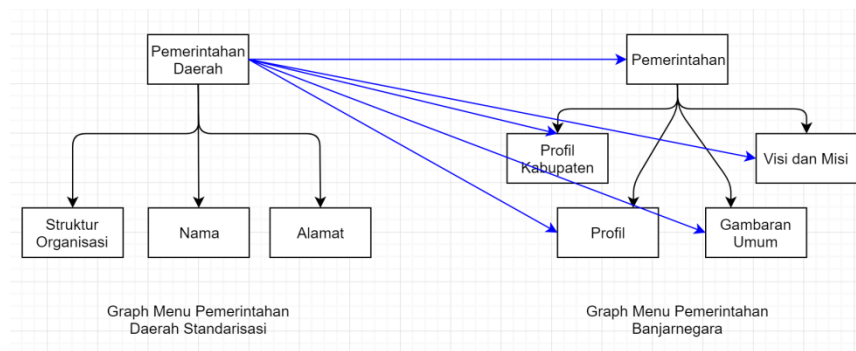 Pemerintahan
Daerah
Pemerintahan
Profil
Kabupaten
Visi dan Misi
Struktur
Organisasi
Nama
Alamat
Profil
Gambaran
Umum
Graph Menu Pemerintahan
Daerah Standarisasi
Graph Menu Pemerintahan
Banjarnegara